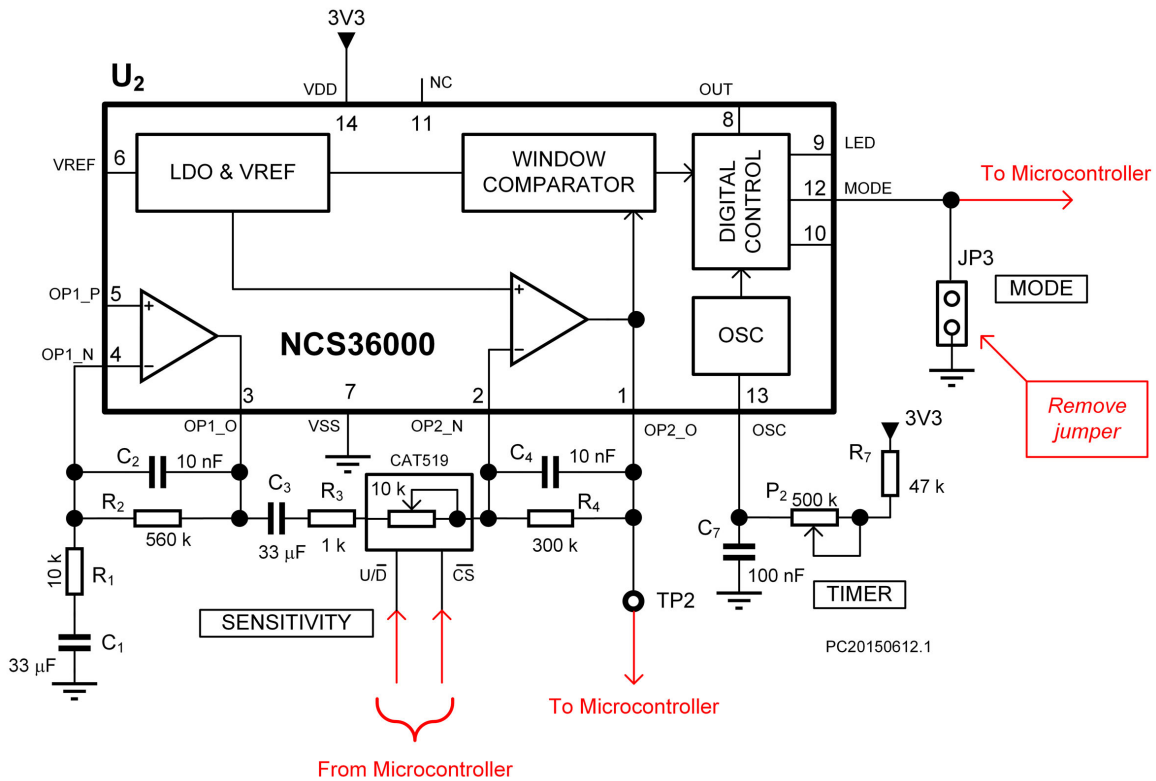 3V3
U₂
VDD
NC
OUT
14
11
8
VREF
6
LDO & VREF
WINDOW
COMPARATOR
DIGITAL
CONTROL
9
LED
12
MODE
10
To Microcontroller
JP3
MODE
OP1_P
5
+
OP1_N
4
−
+
−
NCS36000
OSC
Remove
jumper
3
7
2
1
13
OP1_O
VSS
OP2_N
OP2_O
OSC
3V3
C₂
10 nF
CAT519
C₄
10 nF
R₇
47 k
R₂
560 k
C₃
33 µF
R₃
1 k
10 k
R₄
300 k
P₂
500 k
C₇
100 nF
10 k
R₁
U/D̅
C̅S̅
TP2
TIMER
SENSITIVITY
C₁
33 µF
PC20150612.1
To Microcontroller
From Microcontroller